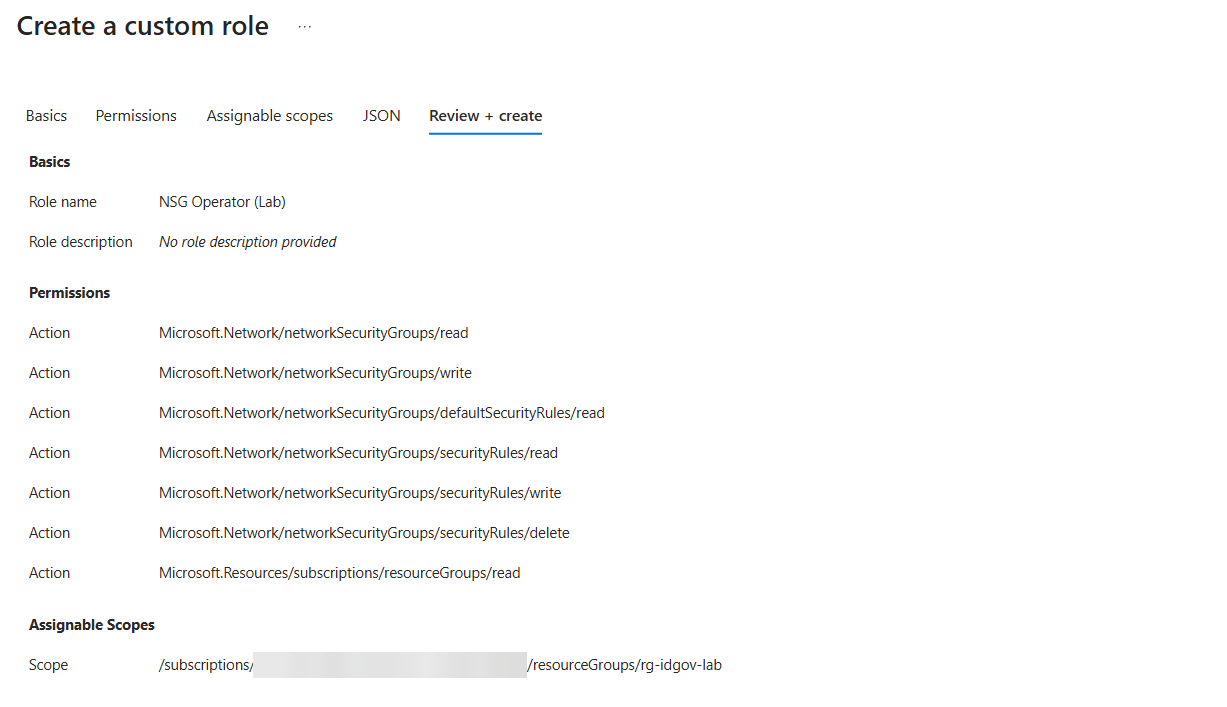 Create a custom role ...
Basics Permissions Assignable scopes JSON Review + create
Basics
Role name NSG Operator (Lab)
Role description No role description provided
Permissions
Action Microsoft.Network/networkSecurityGroups/read
Action Microsoft.Network/networkSecurityGroups/write
Action Microsoft.Network/networkSecurityGroups/defaultSecurityRules/read
Action Microsoft.Network/networkSecurityGroups/securityRules/read
Action Microsoft.Network/networkSecurityGroups/securityRules/write
Action Microsoft.Network/networkSecurityGroups/securityRules/delete
Action Microsoft.Resources/subscriptions/resourceGroups/read
Assignable Scopes
Scope /subscriptions/ /resourceGroups/rg-idgov-lab